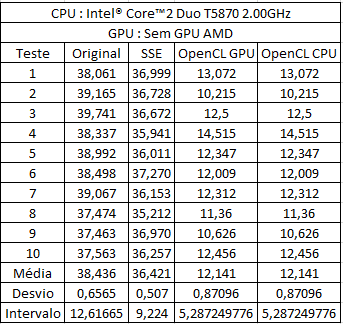 CPU : Intel® Core™2 Duo T5870 2.00GHz
GPU : Sem GPU AMD
Teste Original SSE OpenCL GPU OpenCL CPU
1 38,061 36,999 13,072 13,072
2 39,165 36,728 10,215 10,215
3 39,741 36,672 12,5 12,5
4 38,337 35,941 14,515 14,515
5 38,992 36,011 12,347 12,347
6 38,498 37,270 12,009 12,009
7 39,067 36,153 12,312 12,312
8 37,474 35,212 11,36 11,36
9 37,463 36,970 10,626 10,626
10 37,563 36,257 12,456 12,456
Média 38,436 36,421 12,141 12,141
Desvio 0,6565 0,507 0,87096 0,87096
Intervalo 12,61665 9,224 5,287249776 5,287249776